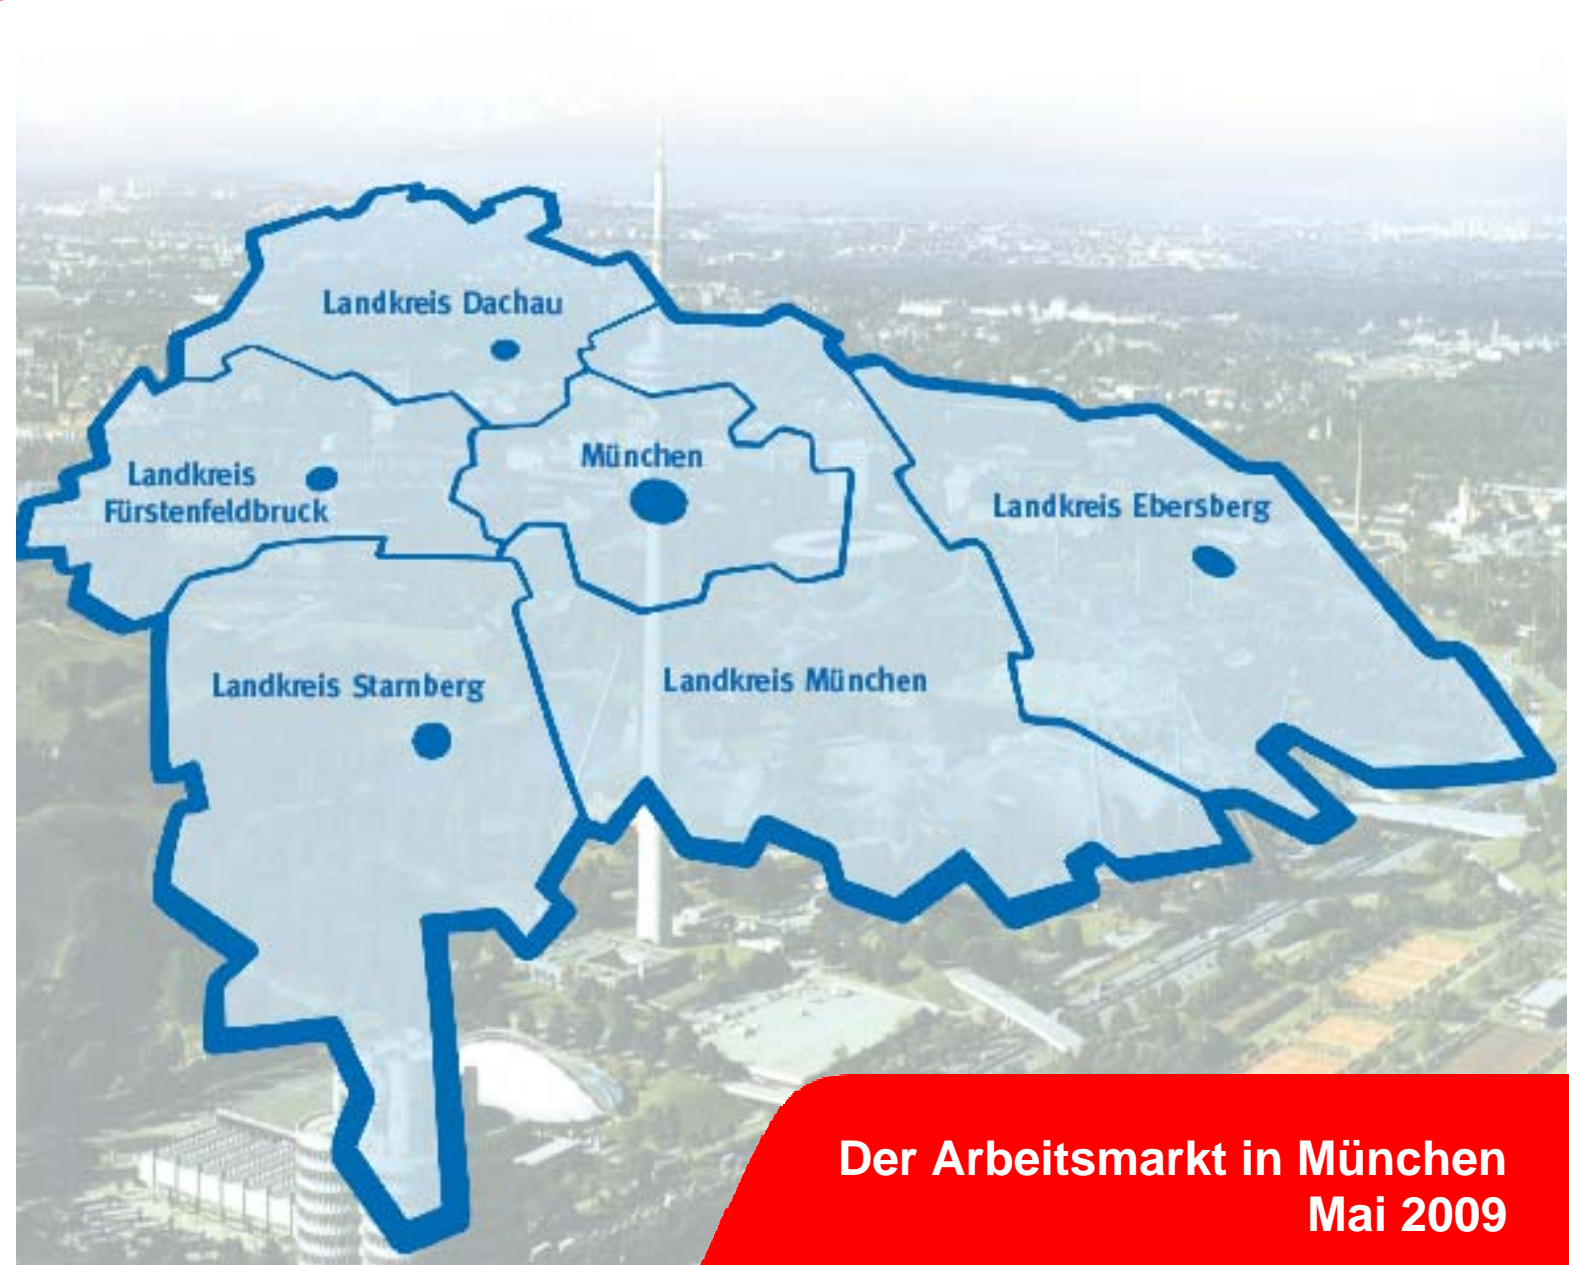 Landkreis Dachau
München
Landkreis
Fürstenfeldbruck
Landkreis Ebersberg
Landkreis Starnberg
Landkreis München
Der Arbeitsmarkt in München
Mai 2009